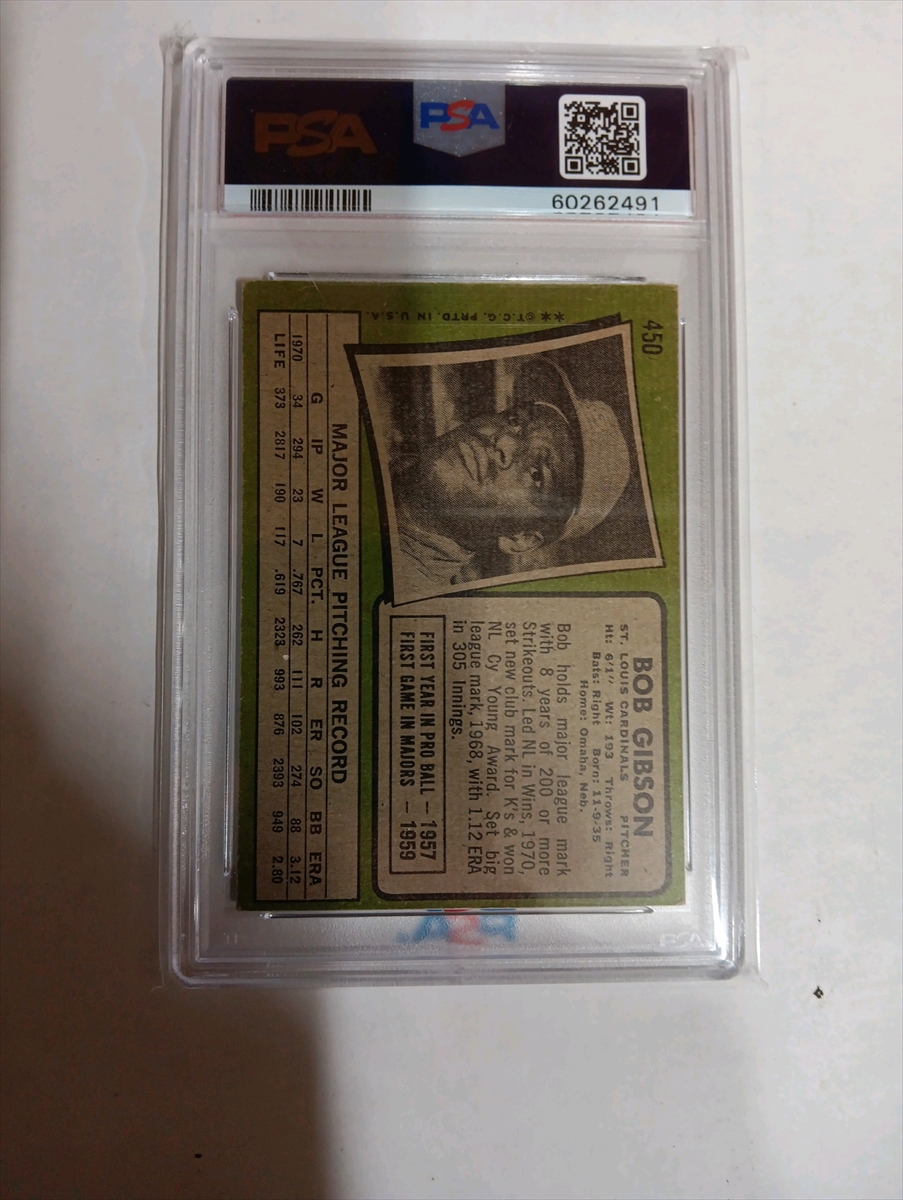 PSA
PSA
60262491
450
**©T.C.G. PRTD. IN U.S.A.
BOB GIBSON
ST. LOUIS CARDINALS PITCHER
Ht: 6'1" Wt: 193 Throws: Right
Bats: Right Born: 11-9-35
Home: Omaha, Neb.
Bob holds major league mark
with 8 years of 200 or more
Strikeouts. Led NL in Wins, 1970,
set new club mark for K's & won
NL Cy Young Award. Set big
league mark, 1968, with 1.12 ERA
in 305 Innings.
FIRST YEAR IN PRO BALL — 1957
FIRST GAME IN MAJORS — 1959
MAJOR LEAGUE PITCHING RECORD
G IP W L PCT. H R ER SO BB ERA
1970 34 294 23 7 .767 262 111 102 274 88 3.12
LIFE 373 2817 190 117 .619 2328 993 876 2393 949 2.80
PSA
PSA